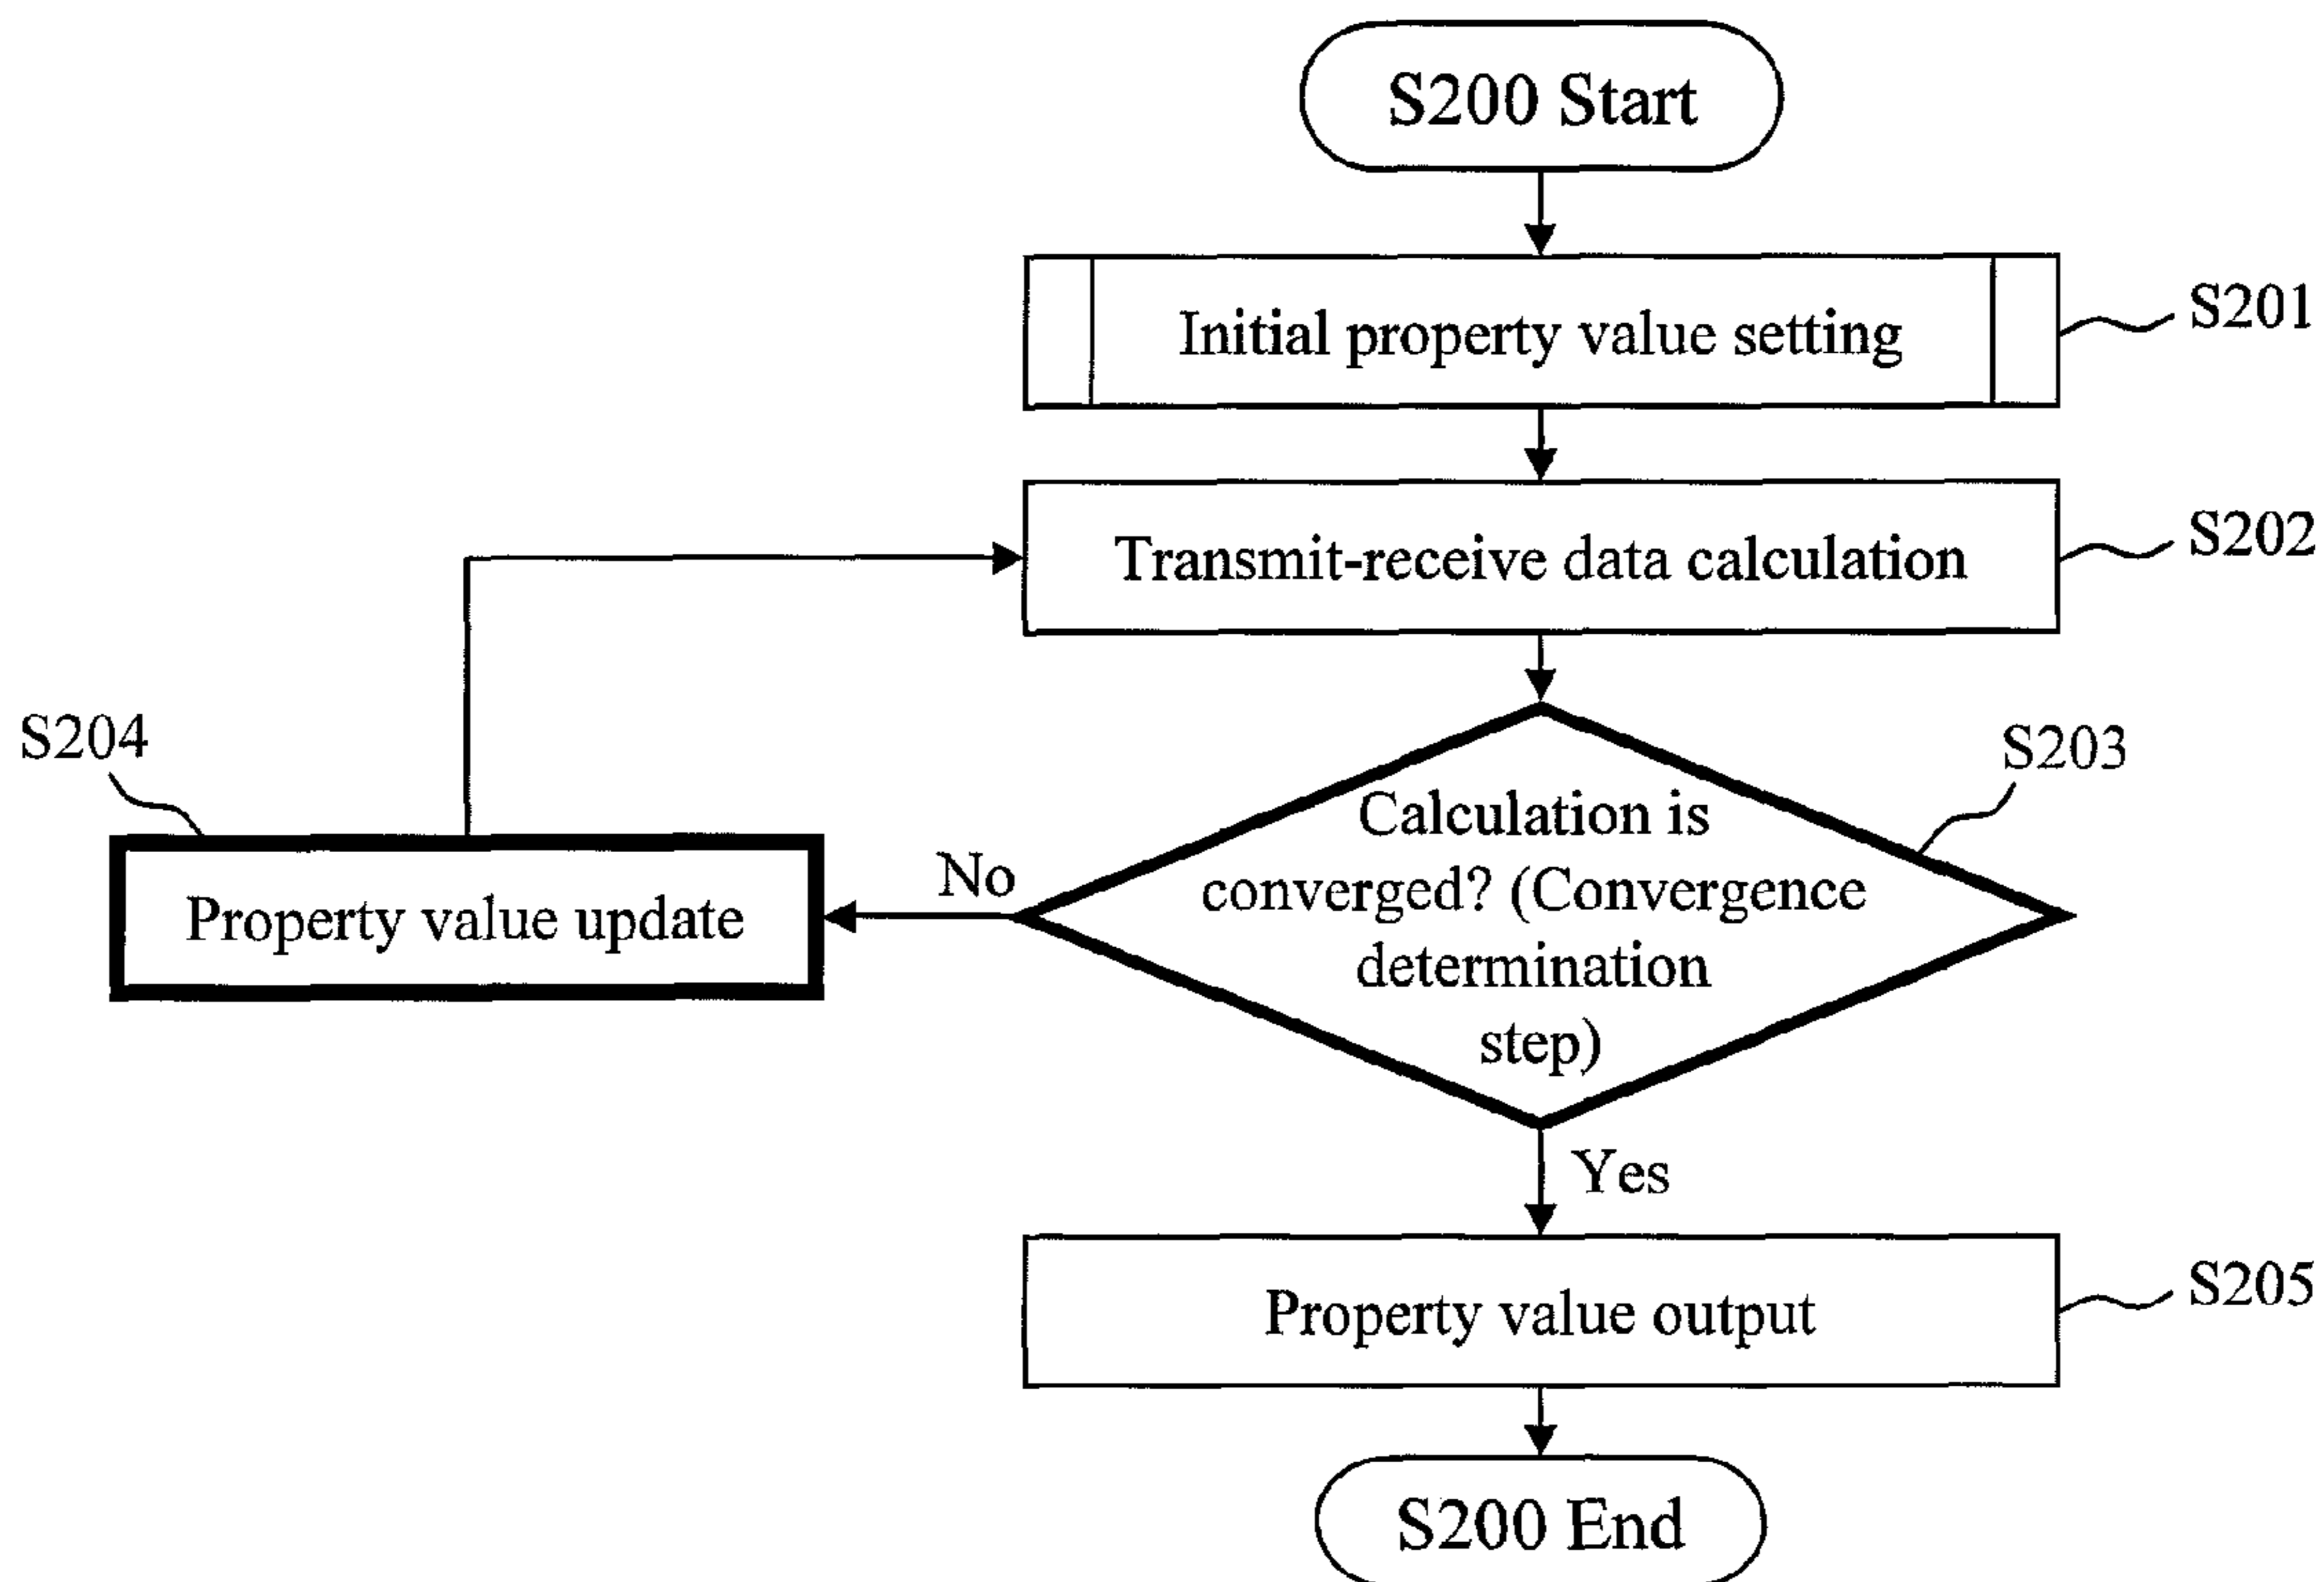 S200 Start
Initial property value setting
S201
Transmit-receive data calculation
S202
S204
S203
Calculation is
converged? (Convergence
determination
step)
No
Property value update
Yes
Property value output
S205
S200 End